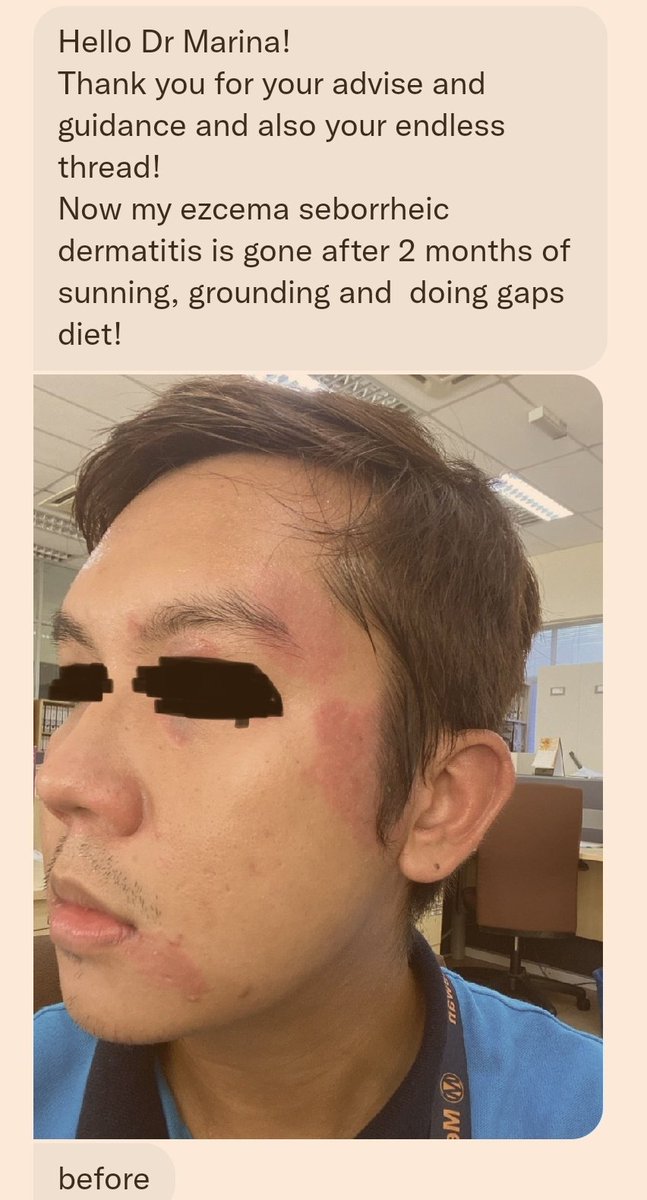 Hello Dr Marina!
Thank you for your advise and
guidance and also your endless
thread!
Now my ezcema seborrheic
dermatitis is gone after 2 months of
sunning, grounding and  doing gaps
diet!
before